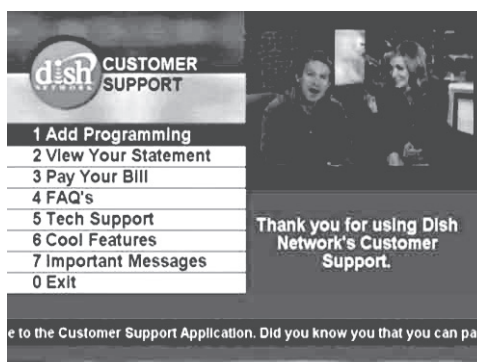 dish
NETWORK
CUSTOMER
SUPPORT
1 Add Programming
2 View Your Statement
3 Pay Your Bill
4 FAQ's
5 Tech Support
6 Cool Features
7 Important Messages
0 Exit
Thank you for using Dish
Network's Customer
Support.
e to the Customer Support Application. Did you know you that you can pa